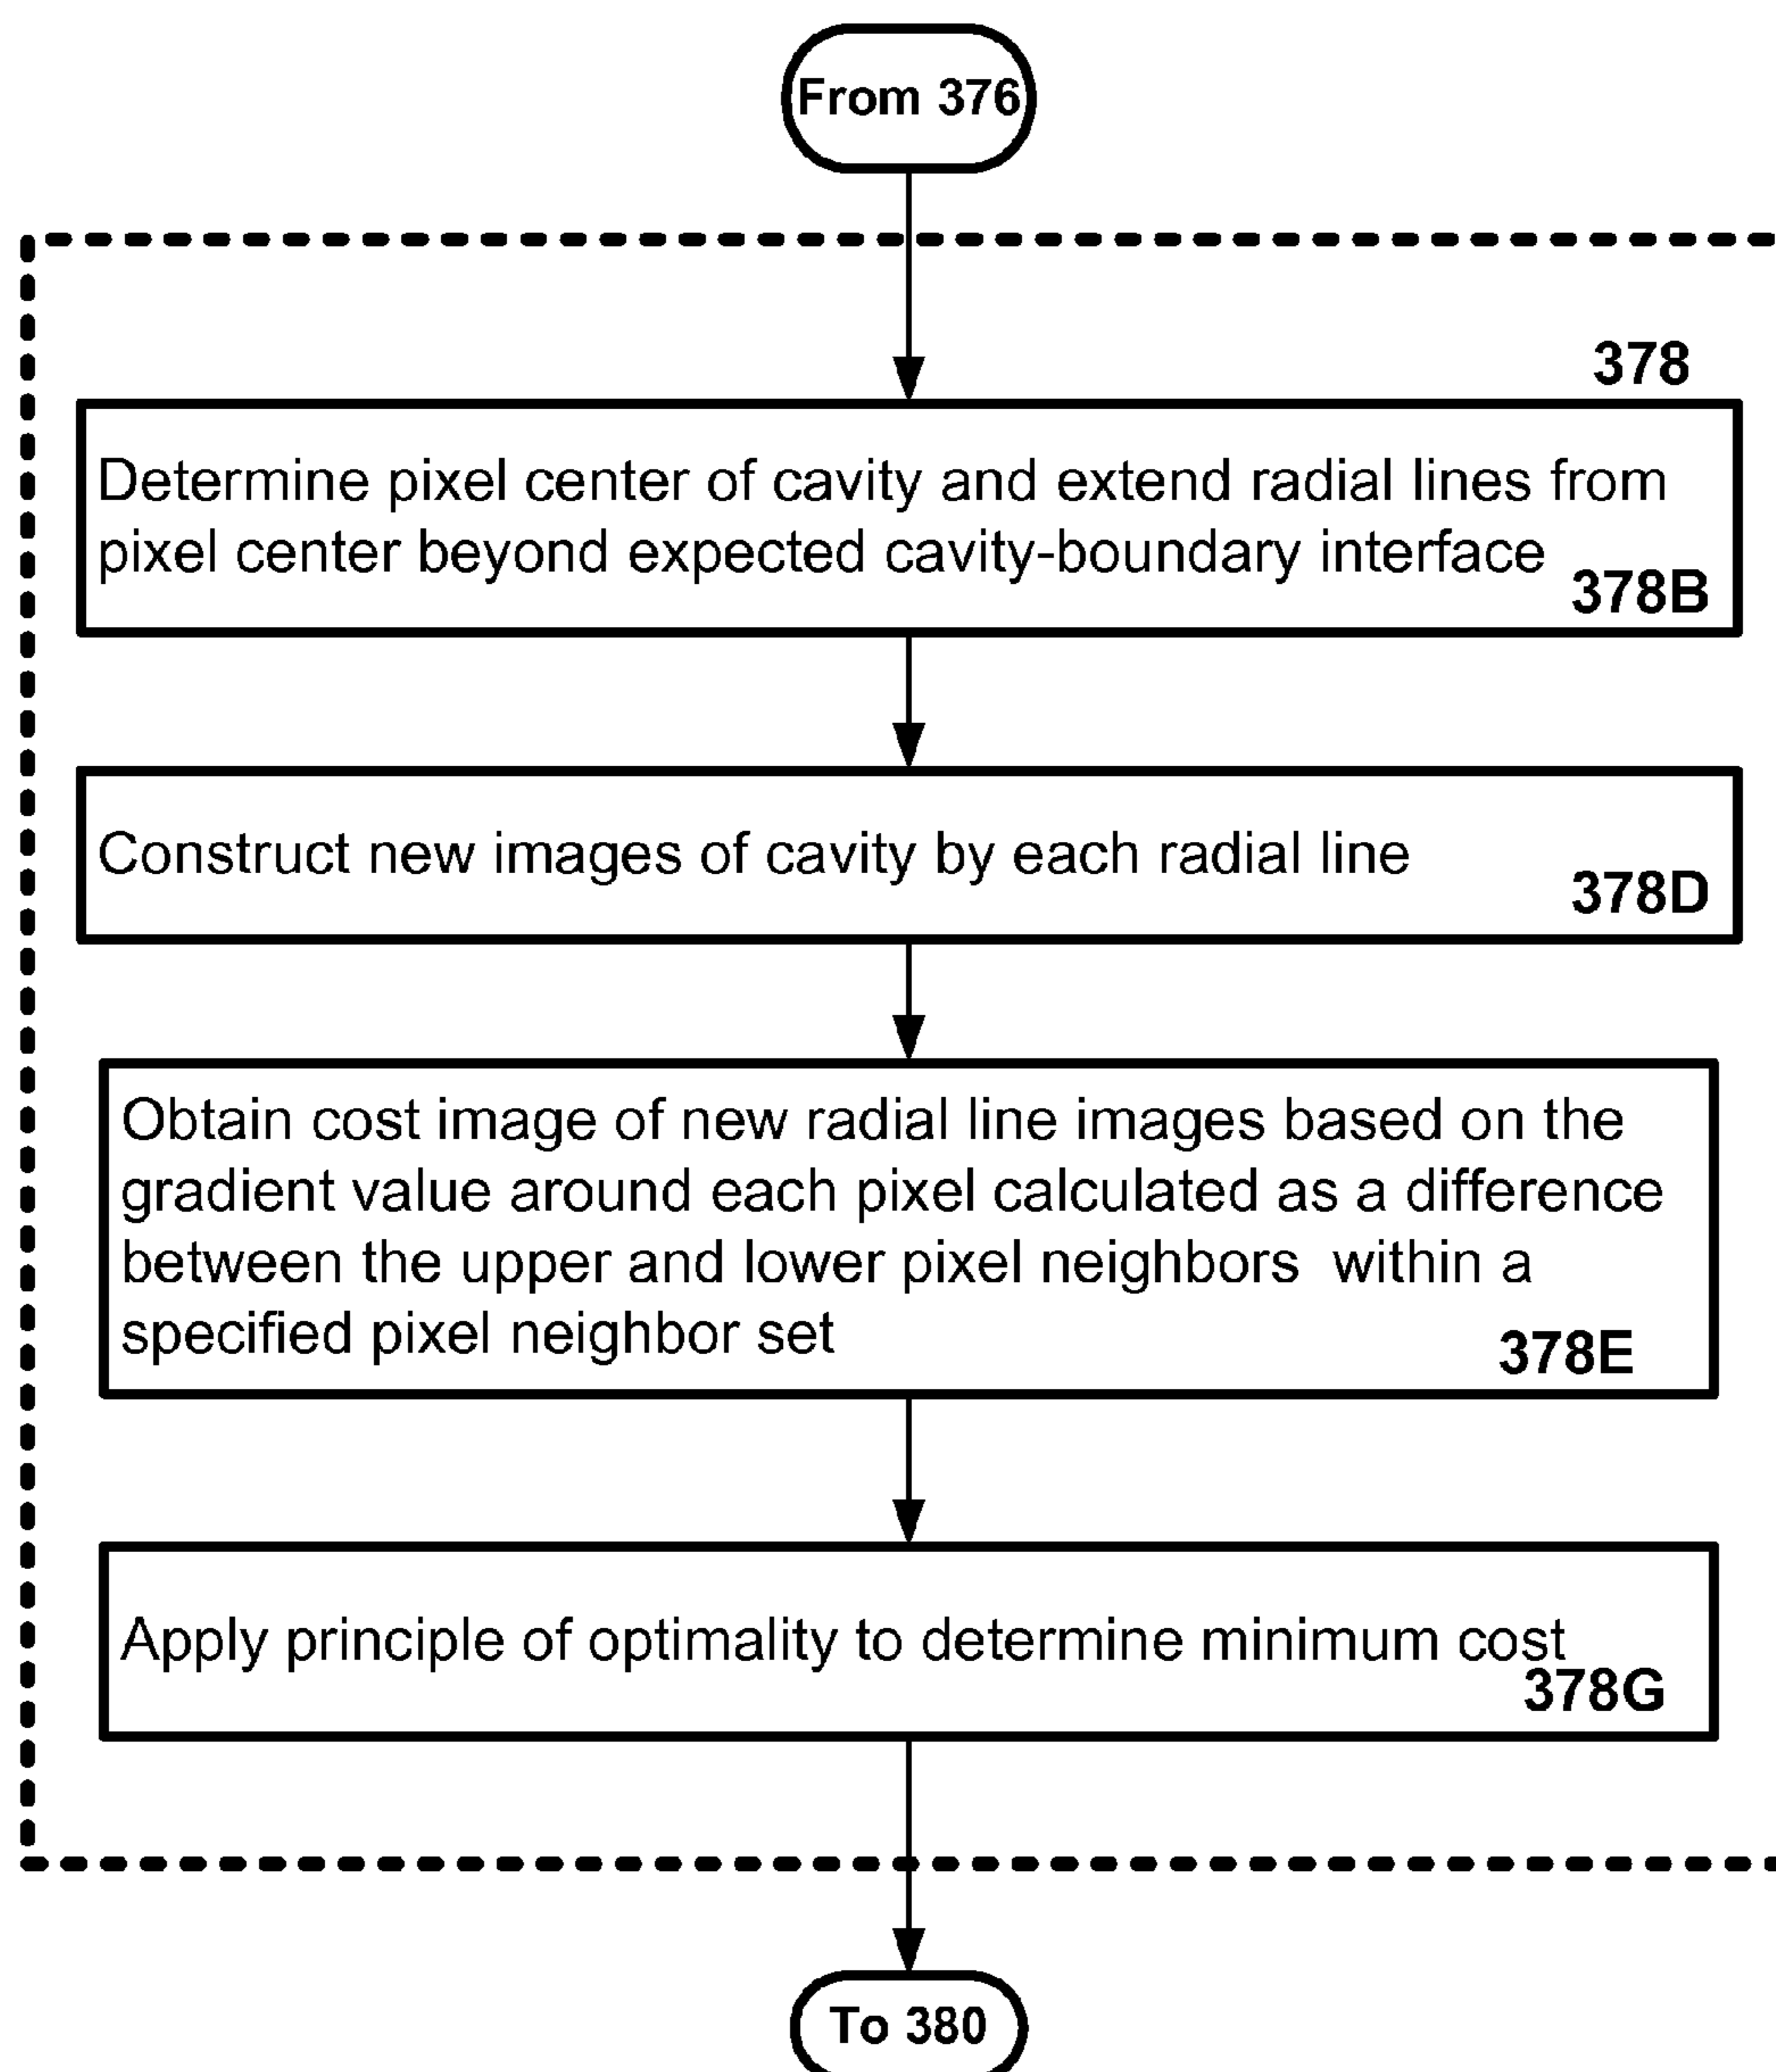 From 376
378
Determine pixel center of cavity and extend radial lines from
pixel center beyond expected cavity-boundary interface
378B
Construct new images of cavity by each radial line
378D
Obtain cost image of new radial line images based on the
gradient value around each pixel calculated as a difference
between the upper and lower pixel neighbors within a
specified pixel neighbor set
378E
Apply principle of optimality to determine minimum cost
378G
To 380